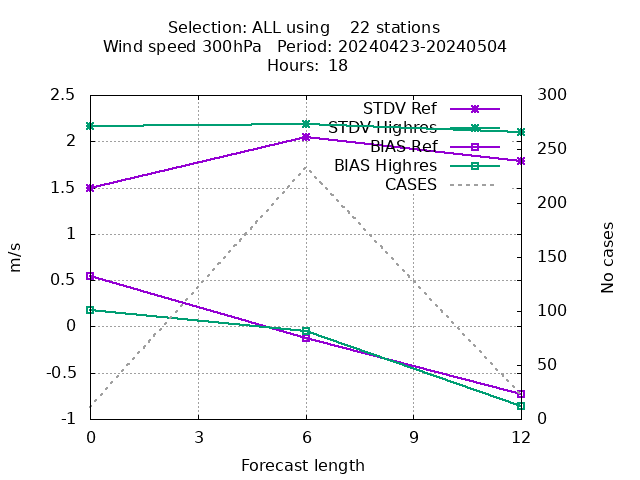 Selection: ALL using    22 stations
Wind speed 300hPa   Period: 20240423-20240504
Hours:  18
STDV Ref
STDV Highres
BIAS Ref
BIAS Highres
CASES
2.5
2
1.5
1
0.5
0
-0.5
-1
300
250
200
150
100
50
0
0 3 6 9 12
m/s
No cases
Forecast length